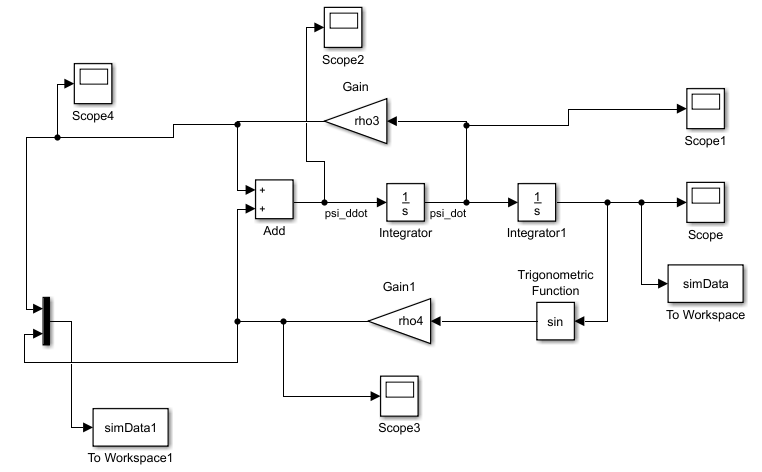 Scope2
Scope4
Gain
rho3
Scope1
+
+
Add
psi_ddot
1
s
Integrator
psi_dot
1
s
Integrator1
Scope
Trigonometric
Function
sin
simData
To Workspace
Gain1
rho4
Scope3
simData1
To Workspace1